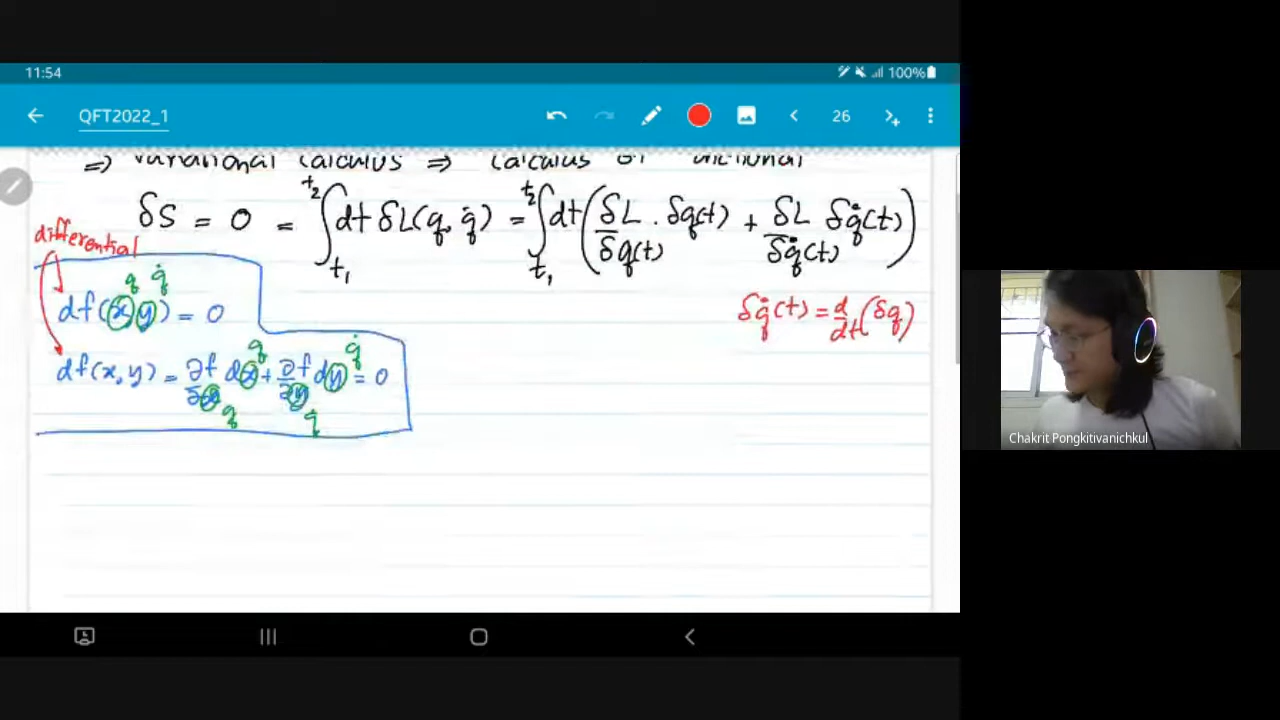 11:54 100%
QFT2022_1 26
⇒ variational calculus ⇒ calculus of
δS = 0 = ∫_{t₁}^{t₂} dt δL(q, q̇) = ∫_{t₁}^{t₂} dt (δL/δq(t) . δq(t) + δL/δq̇(t) δq̇(t))
differential
q q̇
df(x,y) = 0
δq̇(t) = d/dt (δq)
q q̇
df(x,y) = ∂f/∂x dx + ∂f/∂y dy = 0
q q̇
Chakrit Pongkitivanichkul